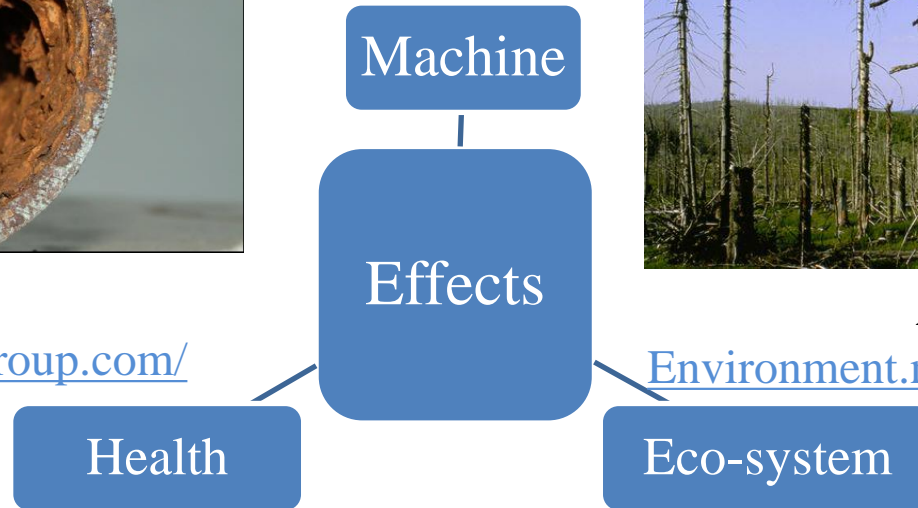 Machine
Effects
roup.com/
Environment.
Health
Eco-system